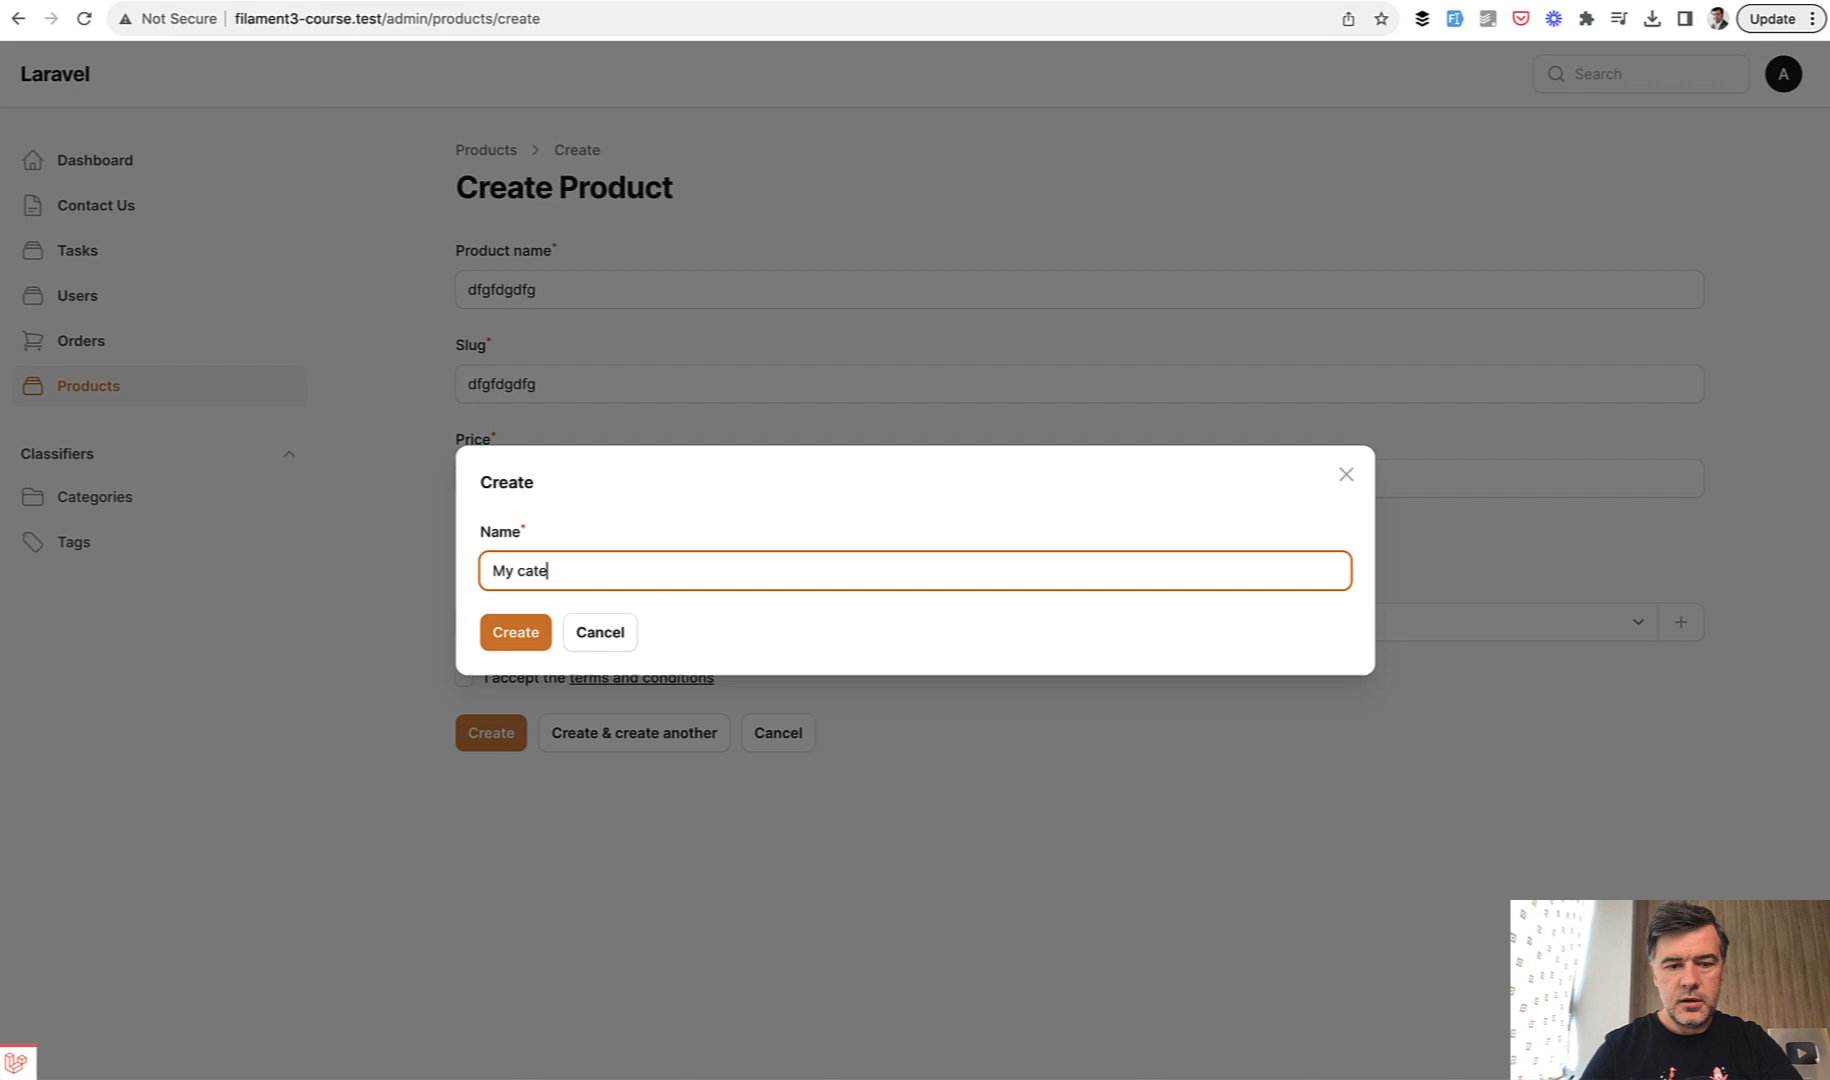 Not Secure filament3-course.test/admin/products/create
Update
Laravel
Search
A
Dashboard
Contact Us
Tasks
Users
Orders
Products
Classifiers
Categories
Tags
Products > Create
Create Product
Product name*
dfgfdgdfg
Slug*
dfgfdgdfg
Price*
Create
Name*
My cate
Create Cancel
I accept the terms and conditions
Create Create & create another Cancel